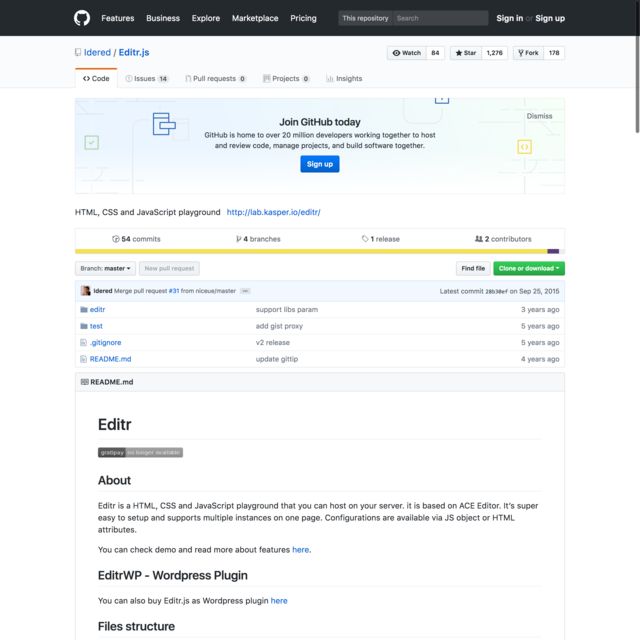 Features Business Explore Marketplace Pricing This repository Search Sign in or Sign up
Idered / Editr.js Watch 84 Star 1,276 Fork 178
Code Issues 14 Pull requests 0 Projects 0 Insights
Dismiss
Join GitHub today
GitHub is home to over 20 million developers working together to host
and review code, manage projects, and build software together.
Sign up
HTML, CSS and JavaScript playground http://lab.kasper.io/editr/
54 commits 4 branches 1 release 2 contributors
Branch: master New pull request Find file Clone or download
idered Merge pull request #31 from niceue/master Latest commit 28b30ef on Sep 25, 2015
editr support libs param 3 years ago
test add gist proxy 5 years ago
.gitignore v2 release 5 years ago
README.md update gittip 4 years ago
README.md
Editr
gratipay no longer available
About
Editr is a HTML, CSS and JavaScript playground that you can host on your server. it is based on ACE Editor. It's super
easy to setup and supports multiple instances on one page. Configurations are available via JS object or HTML
attributes.
You can check demo and read more about features here.
EditrWP - Wordpress Plugin
You can also buy Editr.js as Wordpress plugin here
Files structure